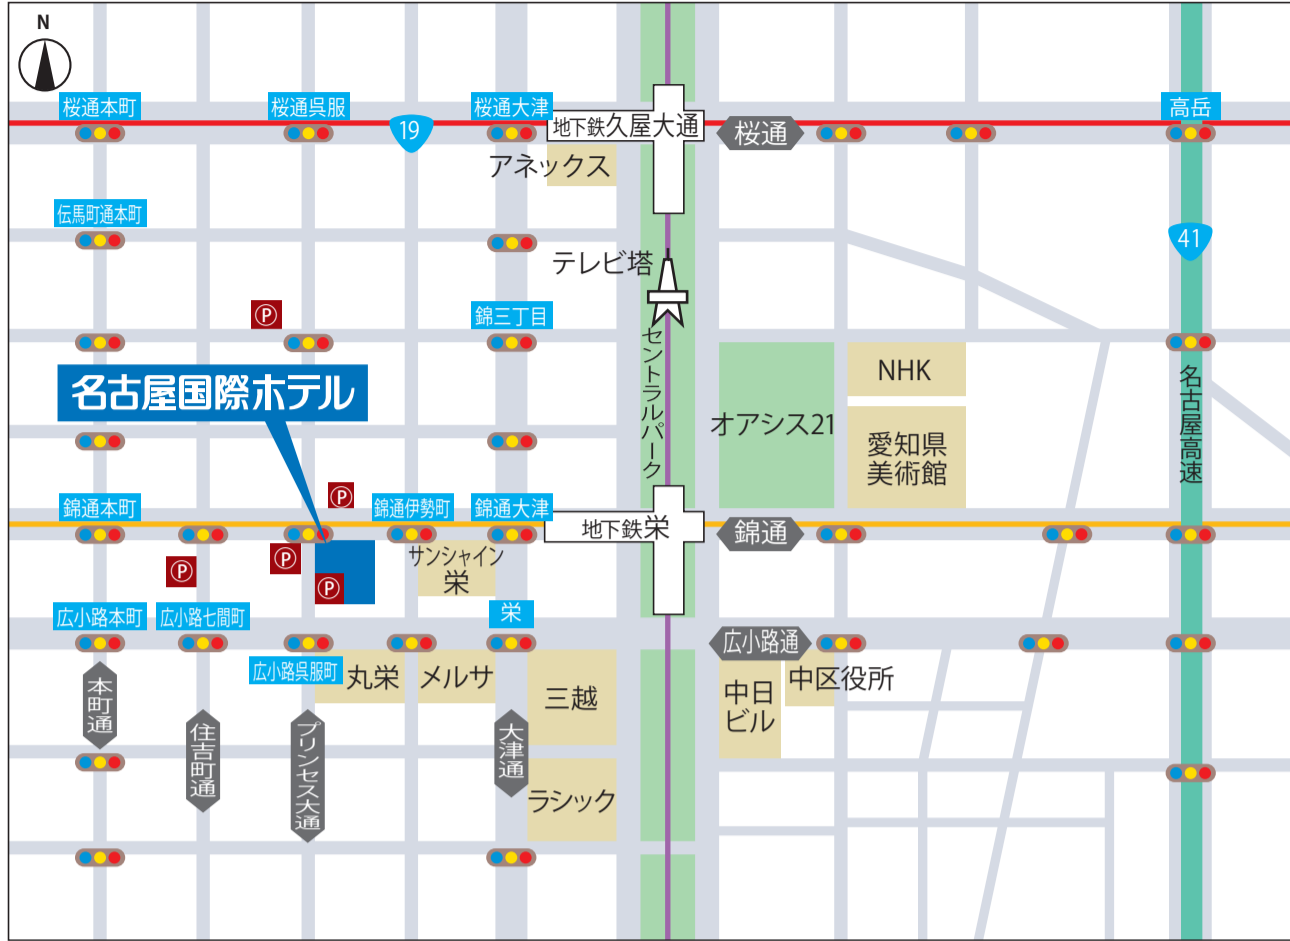 N
桜通本町
桜通呉服
桜通大津
高岳
19
地下鉄久屋大通
桜通
アネックス
伝馬町通本町
41
テレビ塔
Ⓟ
錦三丁目
セントラルパーク
NHK
名古屋高速
名古屋国際ホテル
オアシス21
愛知県
美術館
Ⓟ
錦通本町
錦通伊勢町
錦通大津
地下鉄栄
錦通
Ⓟ
Ⓟ
Ⓟ
サンシャイン
栄
広小路本町
広小路七間町
栄
広小路通
広小路呉服町
丸栄
メルサ
三越
中日
ビル
中区役所
本町通
住吉町通
プリンセス大通
大津通
ラシック